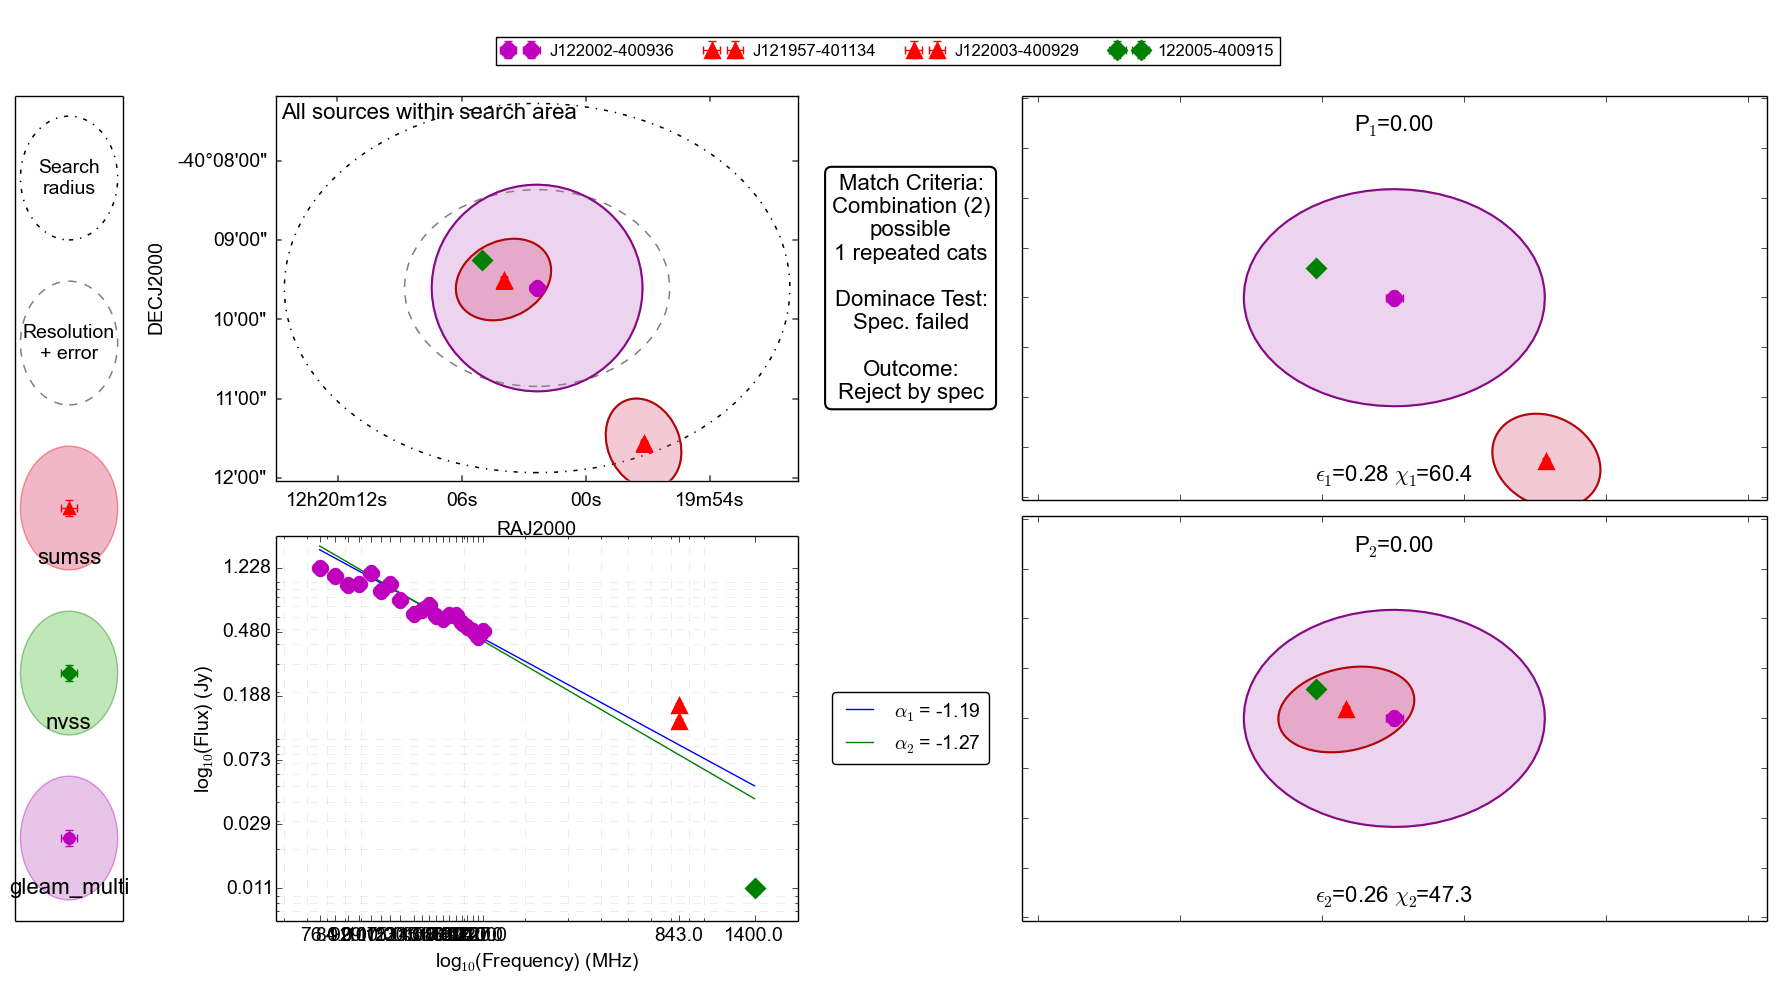 J122002-400936 J121957-401134 J122003-400929 122005-400915
Search
radius
Resolution
+ error
sumss
nvss
gleam_multi
All sources within search area
DECJ2000
-40°08'00"
09'00"
10'00"
11'00"
12'00"
12h20m12s 06s 00s 19m54s
RAJ2000
Match Criteria:
Combination (2)
possible
1 repeated cats
Dominace Test:
Spec. failed
Outcome:
Reject by spec
P1=0.00
ϵ1=0.28 χ1=60.4
log10(Flux) (Jy)
1.228
0.480
0.188
0.073
0.029
0.011
843.0 1400.0
log10(Frequency) (MHz)
α1 = -1.19
α2 = -1.27
P2=0.00
ϵ2=0.26 χ2=47.3